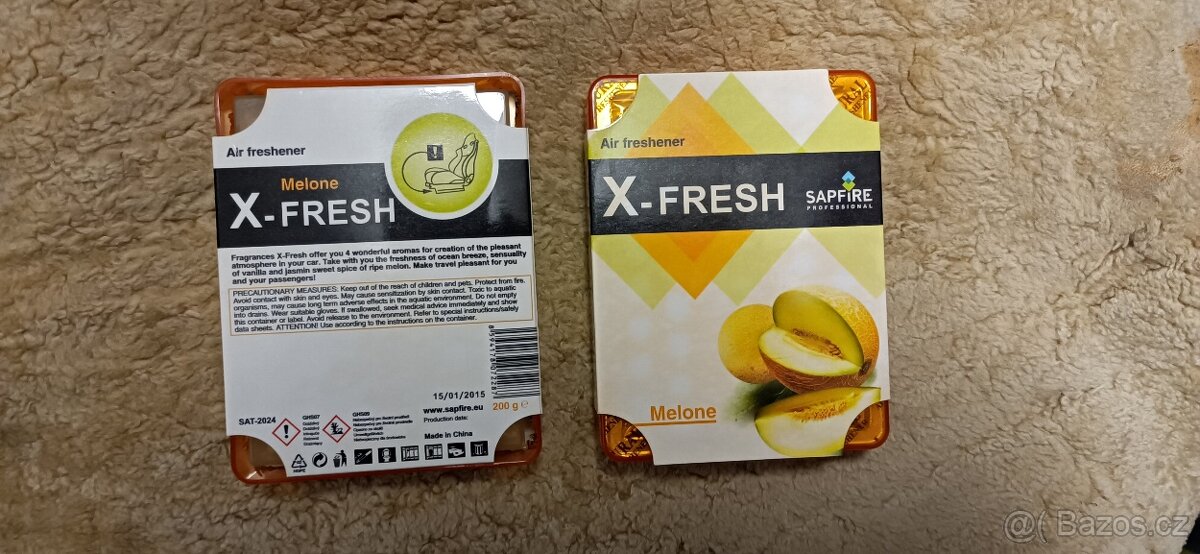 Air freshener
Melone
X-FRESH
Fragrances X-Fresh offer you 4 wonderful aromas for creation of the pleasant
atmosphere in your car. Take with you the freshness of ocean breeze, sensuality
of vanilla and jasmin sweet spice of ripe melon. Make travel pleasant for you
and your passengers!
PRECAUTIONARY MEASURES: Keep out of the reach of children and pets. Protect from fire.
Avoid contact with skin and eyes. May cause sensitization by skin contact. Toxic to aquatic
organisms, may cause long term adverse effects in the aquatic environment. Do not empty
into drains. Wear suitable gloves. If swallowed, seek medical advice immediately and show
this container or label. Avoid release to the environment. Refer to special instructions/safety
data sheets. ATTENTION! Use according to the instructions on the container.
15/01/2015
www.sapfire.eu
200 g e
Production date:
SAT-2024
GHS07
GHS09
Made in China
HDPE
Air freshener
X-FRESH
SAPFIRE
PROFESSIONAL
Melone
@( Bazos.cz